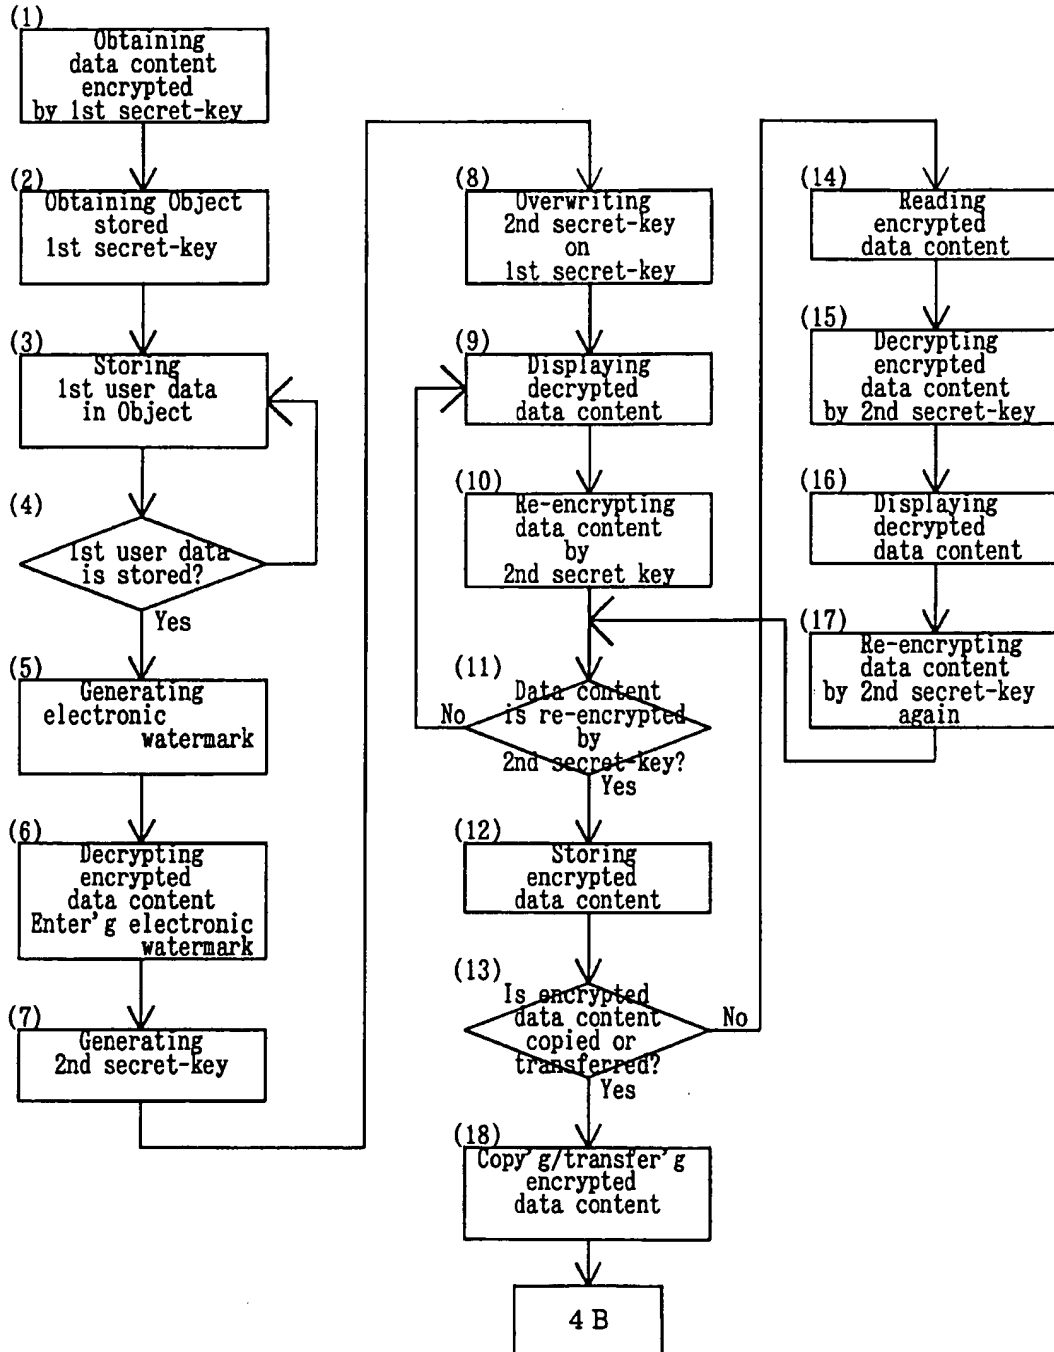 (1)
Obtaining
data content
encrypted
by 1st secret-key
(2)
Obtaining Object
stored
1st secret-key
(3)
Storing
1st user data
in Object
(4)
1st user data
is stored?
Yes
(5)
Generating
electronic
watermark
(6)
Decrypting
encrypted
data content
Enter'g electronic
watermark
(7)
Generating
2nd secret-key
(8)
Overwriting
2nd secret-key
on
1st secret-key
(9)
Displaying
decrypted
data content
(10)
Re-encrypting
data content
by
2nd secret key
(11)
Data content
is re-encrypted
by
2nd secret-key?
No
Yes
(12)
Storing
encrypted
data content
(13)
Is encrypted
data content
copied or
transferred?
No
Yes
(18)
Copy'g/transfer'g
encrypted
data content
4 B
(14)
Reading
encrypted
data content
(15)
Decrypting
encrypted
data content
by 2nd secret-key
(16)
Displaying
decrypted
data content
(17)
Re-encrypting
data content
by 2nd secret-key
again